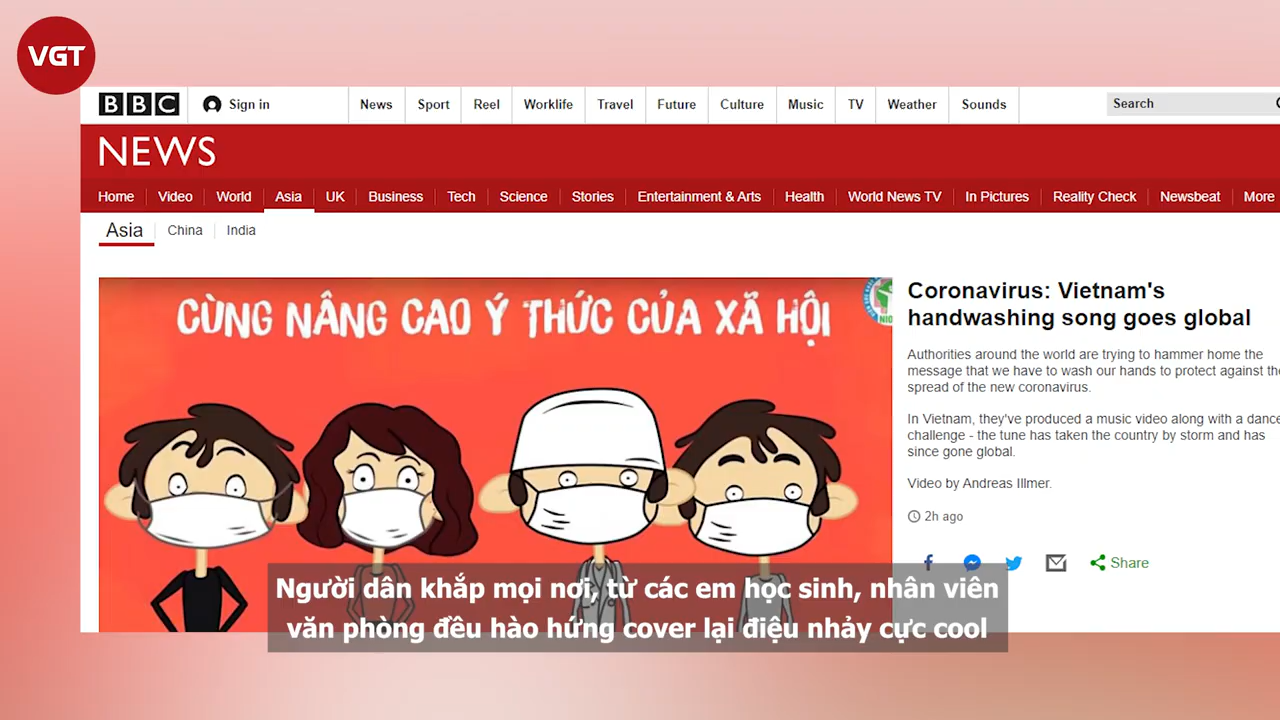 VGT
BBC Sign in News Sport Reel Worklife Travel Future Culture Music TV Weather Sounds Search
NEWS
Home Video World Asia UK Business Tech Science Stories Entertainment & Arts Health World News TV In Pictures Reality Check Newsbeat More
Asia China India
CÙNG NÂNG CAO Ý THỨC CỦA XÃ HỘI
Coronavirus: Vietnam's
handwashing song goes global
Authorities around the world are trying to hammer home the
message that we have to wash our hands to protect against the
spread of the new coronavirus.
In Vietnam, they've produced a music video along with a dance
challenge - the tune has taken the country by storm and has
since gone global.
Video by Andreas Illmer.
2h ago
Share
Người dân khắp mọi nơi, từ các em học sinh, nhân viên
văn phòng đều hào hứng cover lại điệu nhảy cực cool